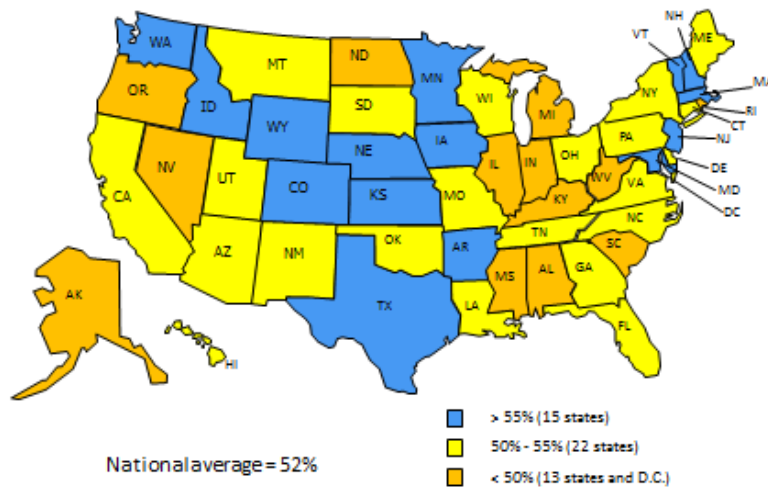 NH
VT
ME
WA
MT
ND
MN
MA
OR
ID
SD
WI
NY
MI
RI
CT
WY
PA
NJ
IA
NE
OH
DE
NV
IL
IN
WV
MD
CA
UT
CO
KS
MO
VA
KY
DC
NC
TN
AZ
NM
OK
AR
SC
MS
AL
GA
TX
LA
AK
FL
HI
> 55% (15 states)
50% - 55% (22 states)
National average = 52%
< 50% (13 states and D.C.)